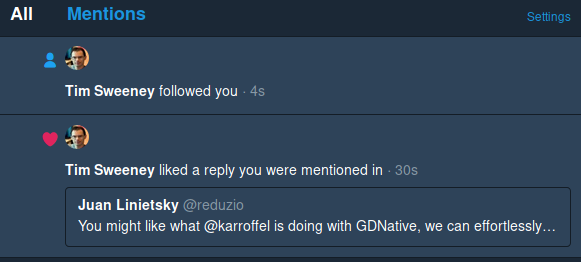 All Mentions Settings
Tim Sweeney followed you · 4s
Tim Sweeney liked a reply you were mentioned in · 30s
Juan Linietsky @reduzio
You might like what @karroffel is doing with GDNative, we can effortlessly…